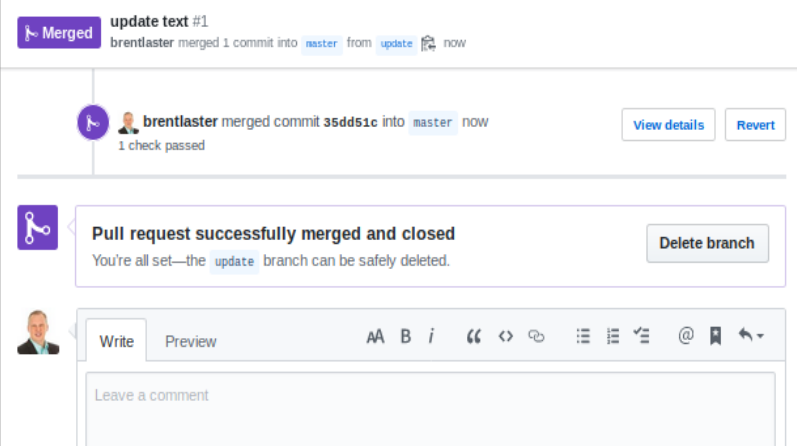 Merged
update text #1
brentlaster merged 1 commit into master from update now
brentlaster merged commit 35dd51c into master now
View details
Revert
1 check passed
Pull request successfully merged and closed
You're all set—the update branch can be safely deleted.
Delete branch
Write
Preview
AA B i “ <> @
Leave a comment